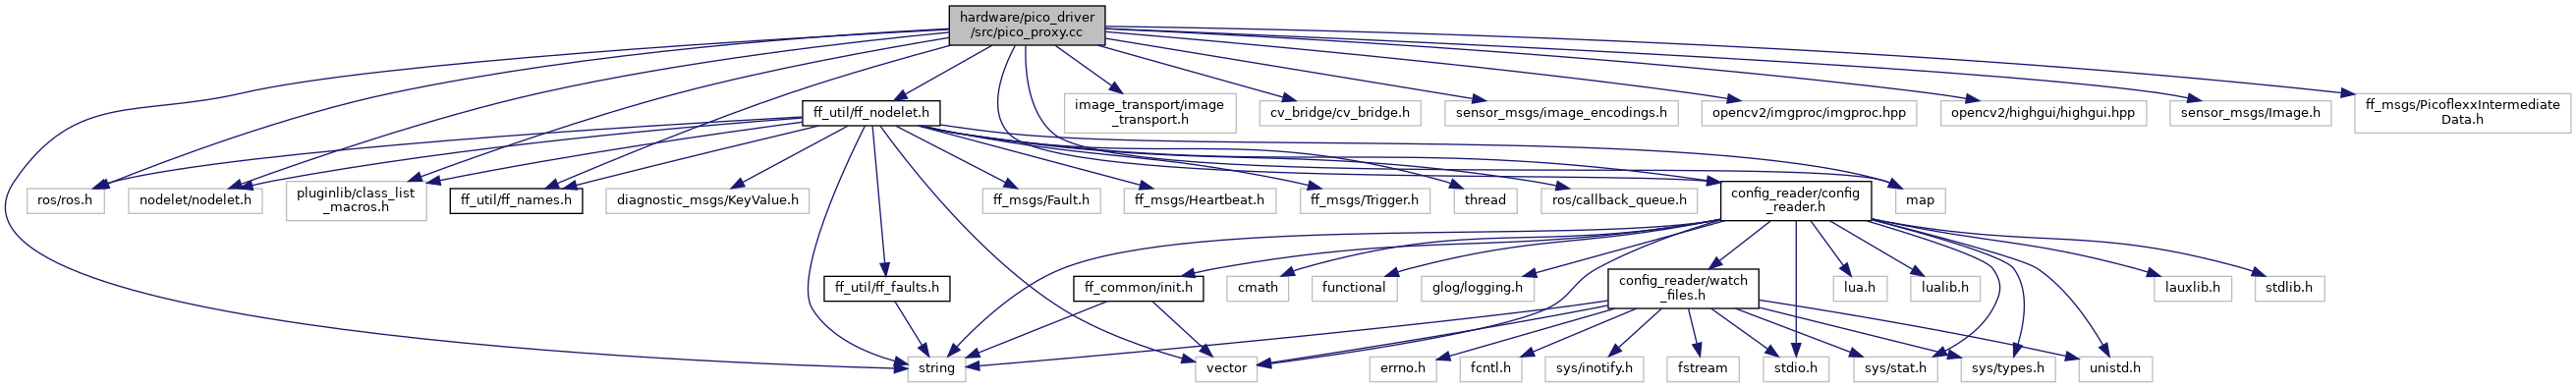 hardware/pico_driver
/src/pico_proxy.cc
ff_util/ff_nodelet.h
image_transport/image
_transport.h
cv_bridge/cv_bridge.h
sensor_msgs/image_encodings.h
opencv2/imgproc/imgproc.hpp
opencv2/highgui/highgui.hpp
sensor_msgs/Image.h
ff_msgs/PicoflexxIntermediate
Data.h
ros/ros.h
nodelet/nodelet.h
pluginlib/class_list
_macros.h
ff_util/ff_names.h
diagnostic_msgs/KeyValue.h
ff_msgs/Fault.h
ff_msgs/Heartbeat.h
ff_msgs/Trigger.h
thread
ros/callback_queue.h
config_reader/config
_reader.h
map
ff_util/ff_faults.h
ff_common/init.h
cmath
functional
glog/logging.h
config_reader/watch
_files.h
lua.h
lualib.h
lauxlib.h
stdlib.h
string
vector
errno.h
fcntl.h
sys/inotify.h
fstream
stdio.h
sys/stat.h
sys/types.h
unistd.h